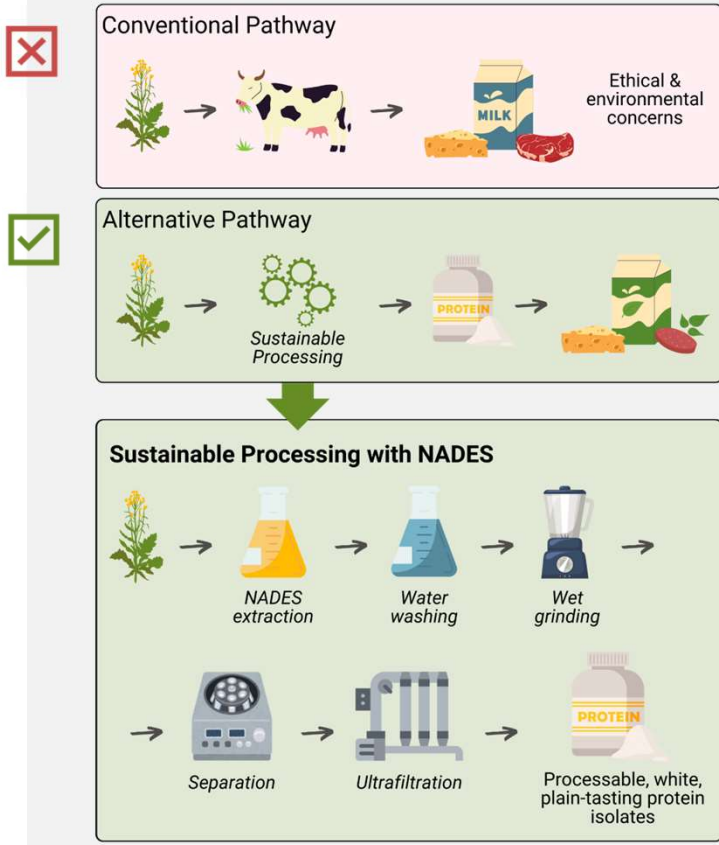 Conventional Pathway
MILK
Ethical &
environmental
concerns
Alternative Pathway
Sustainable
Processing
PROTEIN
Sustainable Processing with NADES
NADES
extraction
Water
washing
Wet
grinding
Separation
Ultrafiltration
PROTEIN
Processable, white,
plain-tasting protein
isolates